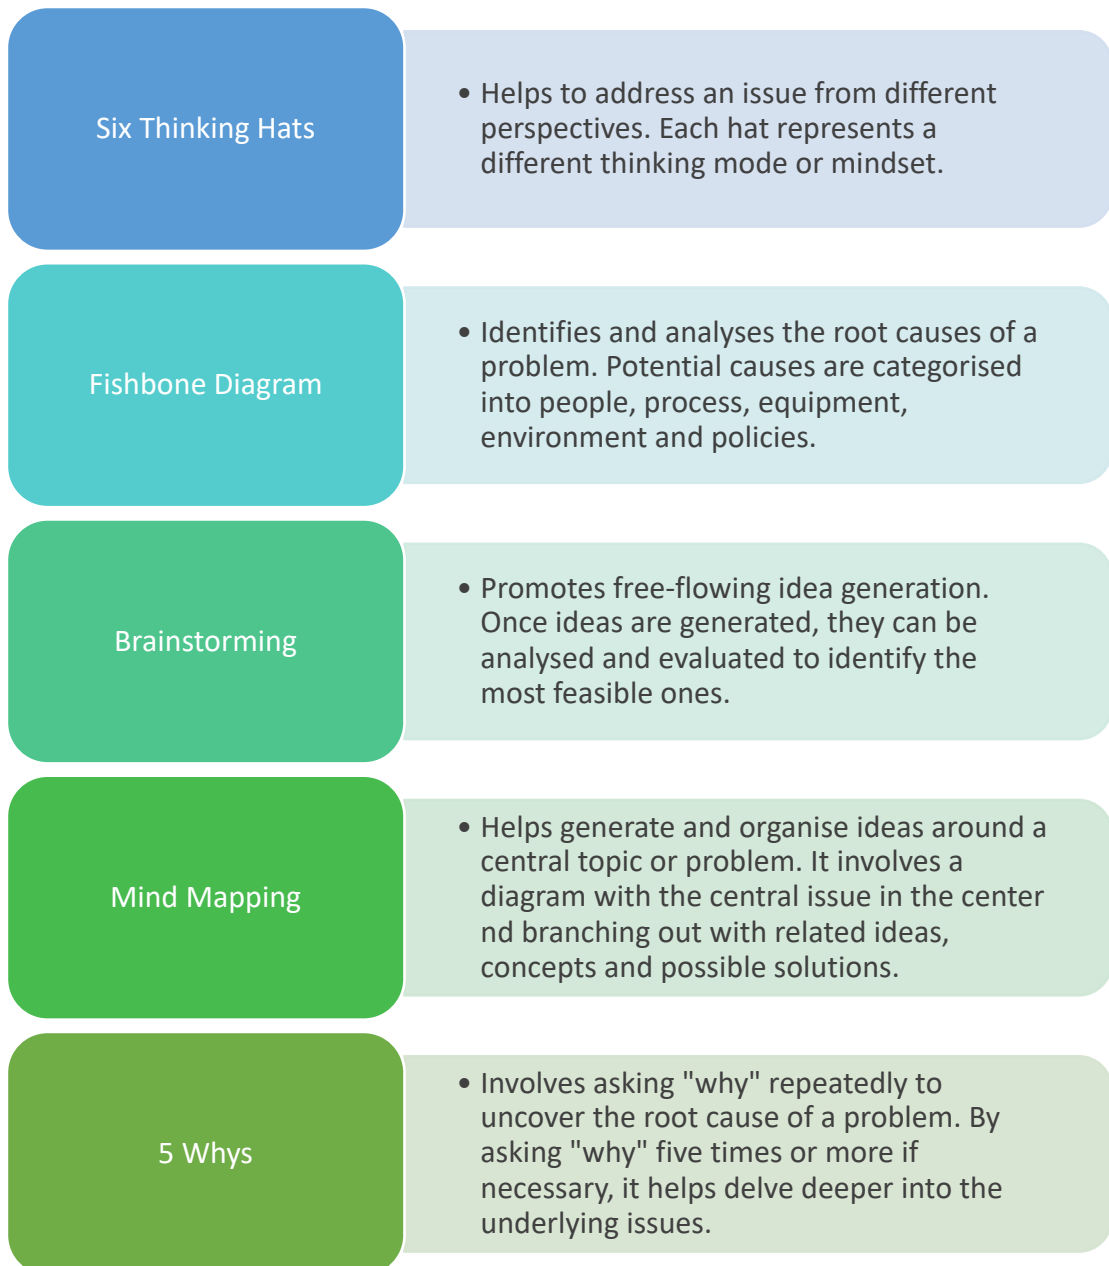 Six Thinking Hats
• Helps to address an issue from different
perspectives. Each hat represents a
different thinking mode or mindset.
Fishbone Diagram
• Identifies and analyses the root causes of a
problem. Potential causes are categorised
into people, process, equipment,
environment and policies.
Brainstorming
• Promotes free-flowing idea generation.
Once ideas are generated, they can be
analysed and evaluated to identify the
most feasible ones.
Mind Mapping
• Helps generate and organise ideas around a
central topic or problem. It involves a
diagram with the central issue in the center
nd branching out with related ideas,
concepts and possible solutions.
5 Whys
• Involves asking "why" repeatedly to
uncover the root cause of a problem. By
asking "why" five times or more if
necessary, it helps delve deeper into the
underlying issues.